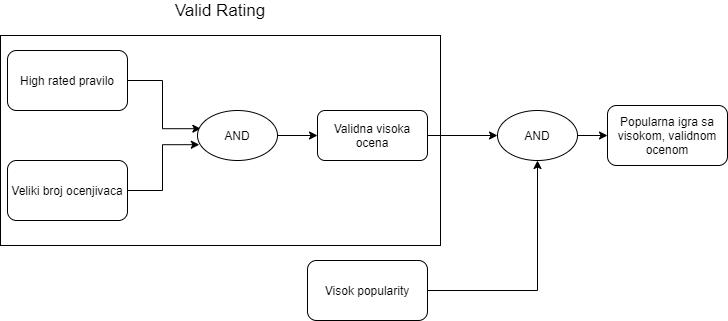 Valid Rating
High rated pravilo
AND
Validna visoka
ocena
Veliki broj ocenjivaca
AND
Popularna igra sa
visokom, validnom
ocenom
Visok popularity